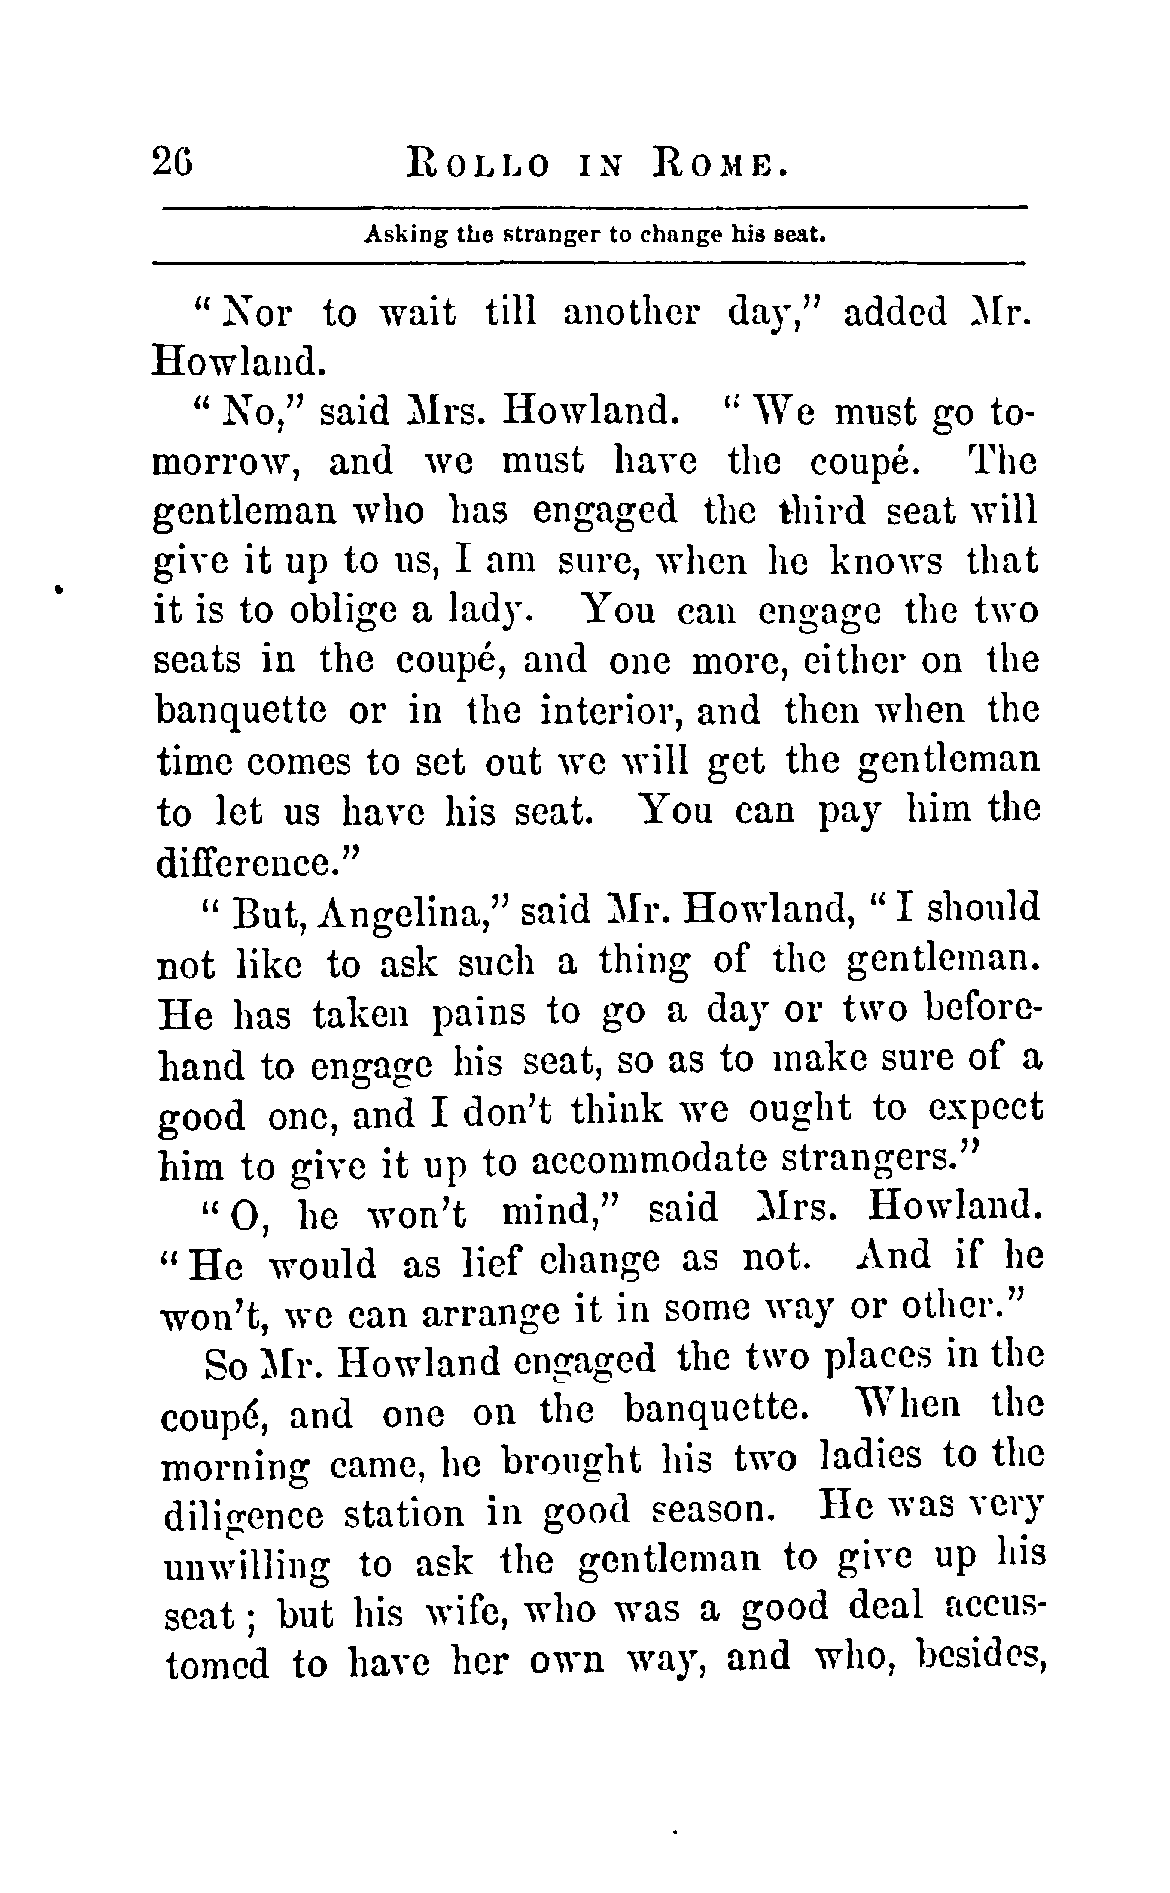 26 ROLLO IN ROME.
Asking the stranger to change his seat.
“Nor to wait till another day,” added Mr.
Howland.
“No,” said Mrs. Howland. “We must go to-
morrow, and we must have the coupé. The
gentleman who has engaged the third seat will
give it up to us, I am sure, when he knows that
it is to oblige a lady. You can engage the two
seats in the coupé, and one more, either on the
banquette or in the interior, and then when the
time comes to set out we will get the gentleman
to let us have his seat. You can pay him the
difference.”
“But, Angelina,” said Mr. Howland, “I should
not like to ask such a thing of the gentleman.
He has taken pains to go a day or two before-
hand to engage his seat, so as to make sure of a
good one, and I don’t think we ought to expect
him to give it up to accommodate strangers.”
“O, he won’t mind,” said Mrs. Howland.
“He would as lief change as not. And if he
won’t, we can arrange it in some way or other.”
So Mr. Howland engaged the two places in the
coupé, and one on the banquette. When the
morning came, he brought his two ladies to the
diligence station in good season. He was very
unwilling to ask the gentleman to give up his
seat; but his wife, who was a good deal accus-
tomed to have her own way, and who, besides,